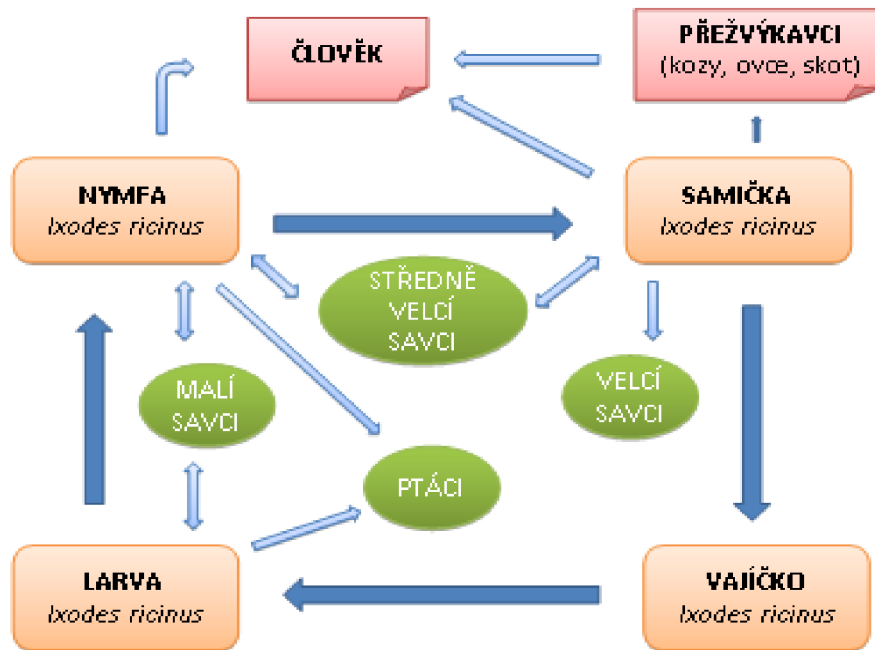 ČLOVĚK
PŘEŽVÝKAVCI
(kozy, ovce, skot)
NYMFA
Ixodes ricinus
SAMIČKA
Ixodes ricinus
STŘEDNĚ
VELCÍ
SAVCI
MALÍ
SAVCI
VELCÍ
SAVCI
PTÁCI
LARVA
Ixodes ricinus
VAJÍČKO
Ixodes ricinus